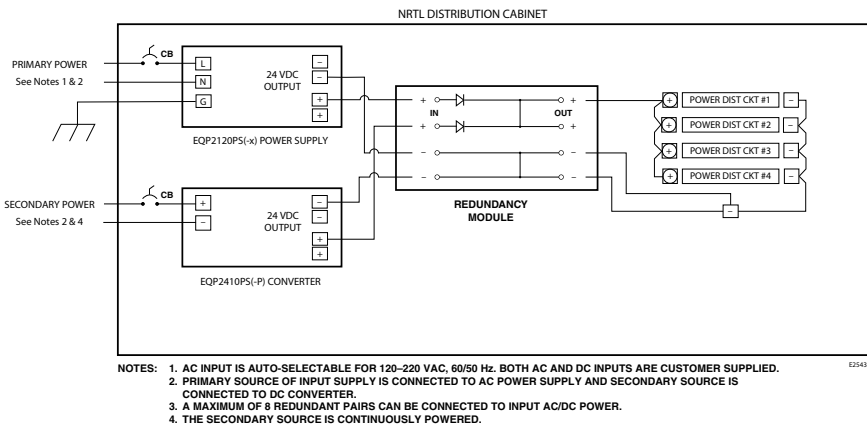 NRTL DISTRIBUTION CABINET
PRIMARY POWER
See Notes 1 & 2
CB
L
N
G
24 VDC
OUTPUT
–
–
+
+
EQP2120PS(-x) POWER SUPPLY
SECONDARY POWER
See Notes 2 & 4
CB
+
–
24 VDC
OUTPUT
–
–
+
+
EQP2410PS(-P) CONVERTER
+ IN OUT +
+ +
– –
– –
REDUNDANCY
MODULE
+ POWER DIST CKT #1 –
+ POWER DIST CKT #2 –
+ POWER DIST CKT #3 –
+ POWER DIST CKT #4 –
–
NOTES: 1. AC INPUT IS AUTO-SELECTABLE FOR 120–220 VAC, 60/50 Hz. BOTH AC AND DC INPUTS ARE CUSTOMER SUPPLIED.
2. PRIMARY SOURCE OF INPUT SUPPLY IS CONNECTED TO AC POWER SUPPLY AND SECONDARY SOURCE IS
CONNECTED TO DC CONVERTER.
3. A MAXIMUM OF 8 REDUNDANT PAIRS CAN BE CONNECTED TO INPUT AC/DC POWER.
4. THE SECONDARY SOURCE IS CONTINUOUSLY POWERED.
E2543